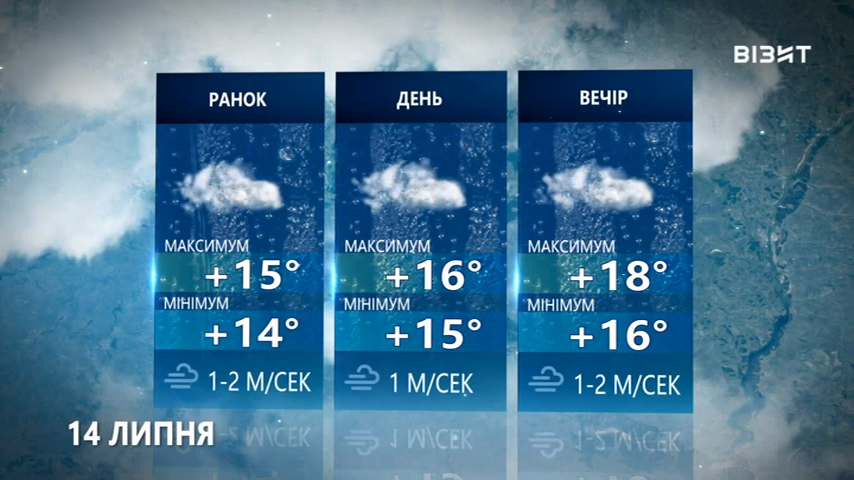 ВІЗИТ
РАНОК
МАКСИМУМ
+15°
МІНІМУМ
+14°
1-2 М/СЕК
ДЕНЬ
МАКСИМУМ
+16°
МІНІМУМ
+15°
1 М/СЕК
ВЕЧІР
МАКСИМУМ
+18°
МІНІМУМ
+16°
1-2 М/СЕК
14 ЛИПНЯ